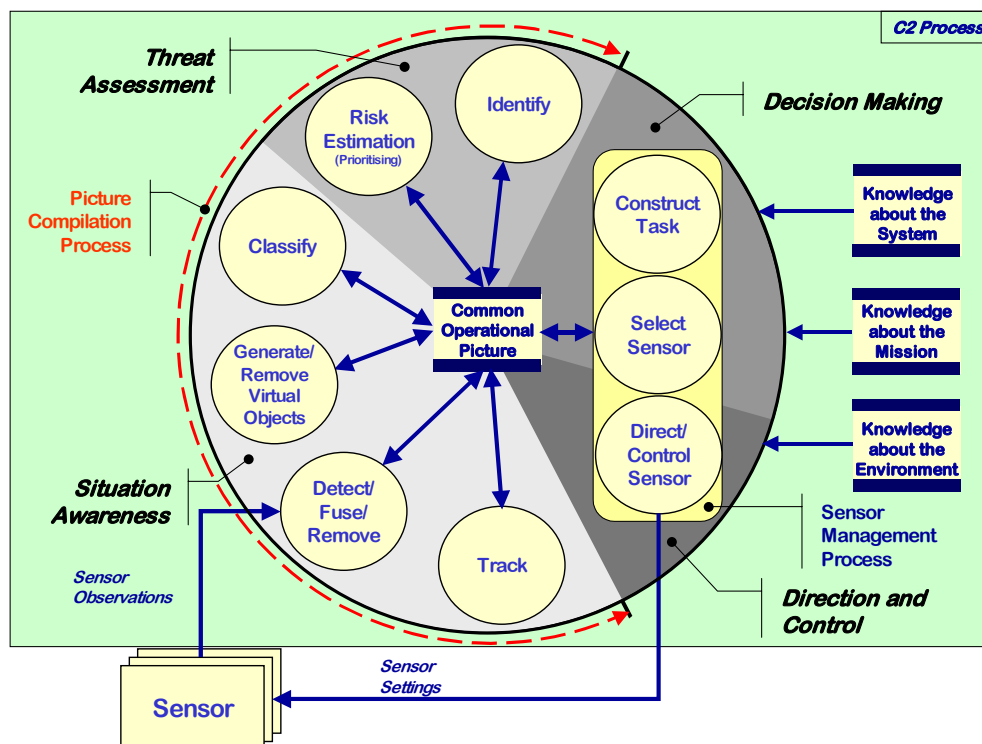 C2 Process
Threat
Assessment
Identify
Decision Making
Risk
Estimation
(Prioritising)
Picture
Compilation
Process
Classify
Construct
Task
Knowledge
about the
System
Common
Operational
Picture
Select
Sensor
Knowledge
about the
Mission
Generate/
Remove
Virtual
Objects
Direct/
Control
Sensor
Knowledge
about the
Environment
Situation
Awareness
Detect/
Fuse/
Remove
Track
Sensor
Management
Process
Sensor
Observations
Direction and
Control
Sensor
Settings
Sensor